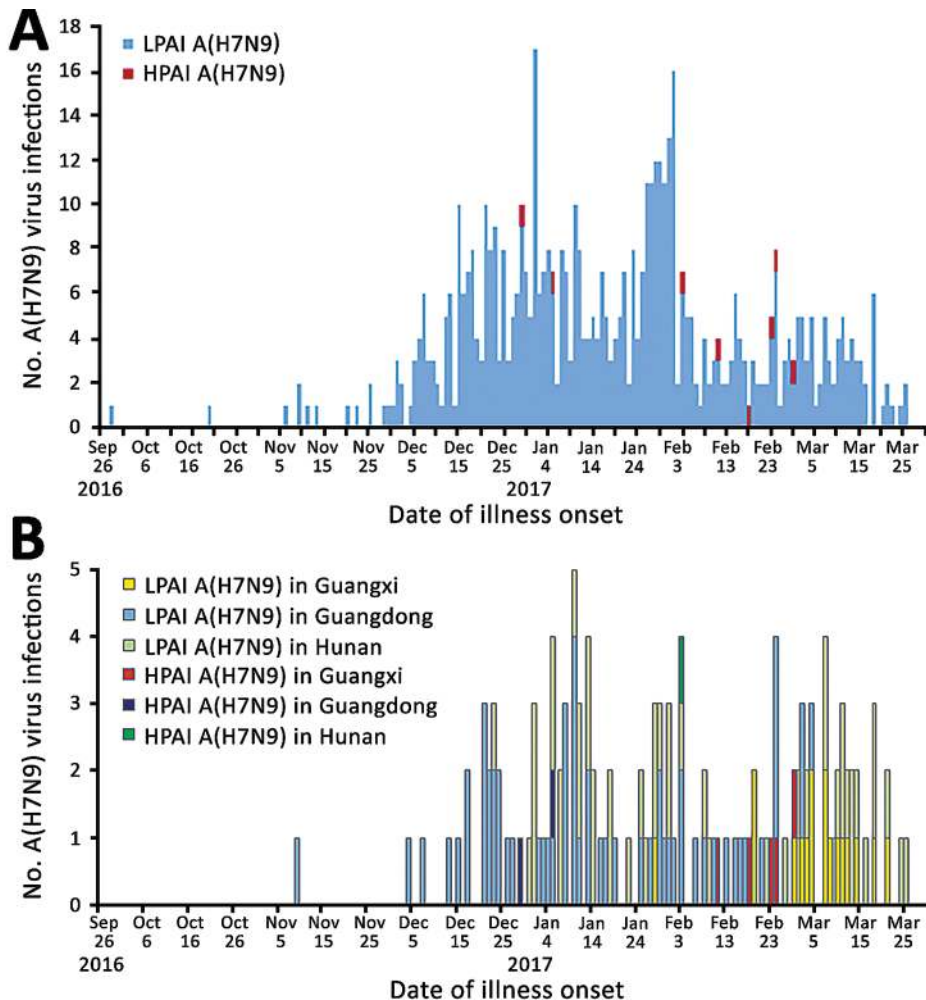 A
18
16
14
12
10
8
6
4
2
0
No. A(H7N9) virus infections
LPAI A(H7N9)
HPAI A(H7N9)
Sep Oct Oct Oct Nov Nov Nov Dec Dec Dec Jan Jan Jan Feb Feb Feb Mar Mar Mar
26 6 16 26 5 15 25 5 15 25 4 14 24 3 13 23 5 15 25
2016 2017
Date of illness onset
B
5
4
3
2
1
0
No. A(H7N9) virus infections
LPAI A(H7N9) in Guangxi
LPAI A(H7N9) in Guangdong
LPAI A(H7N9) in Hunan
HPAI A(H7N9) in Guangxi
HPAI A(H7N9) in Guangdong
HPAI A(H7N9) in Hunan
Sep Oct Oct Oct Nov Nov Nov Dec Dec Dec Jan Jan Jan Feb Feb Feb Mar Mar Mar
26 6 16 26 5 15 25 5 15 25 4 14 24 3 13 23 5 15 25
2016 2017
Date of illness onset